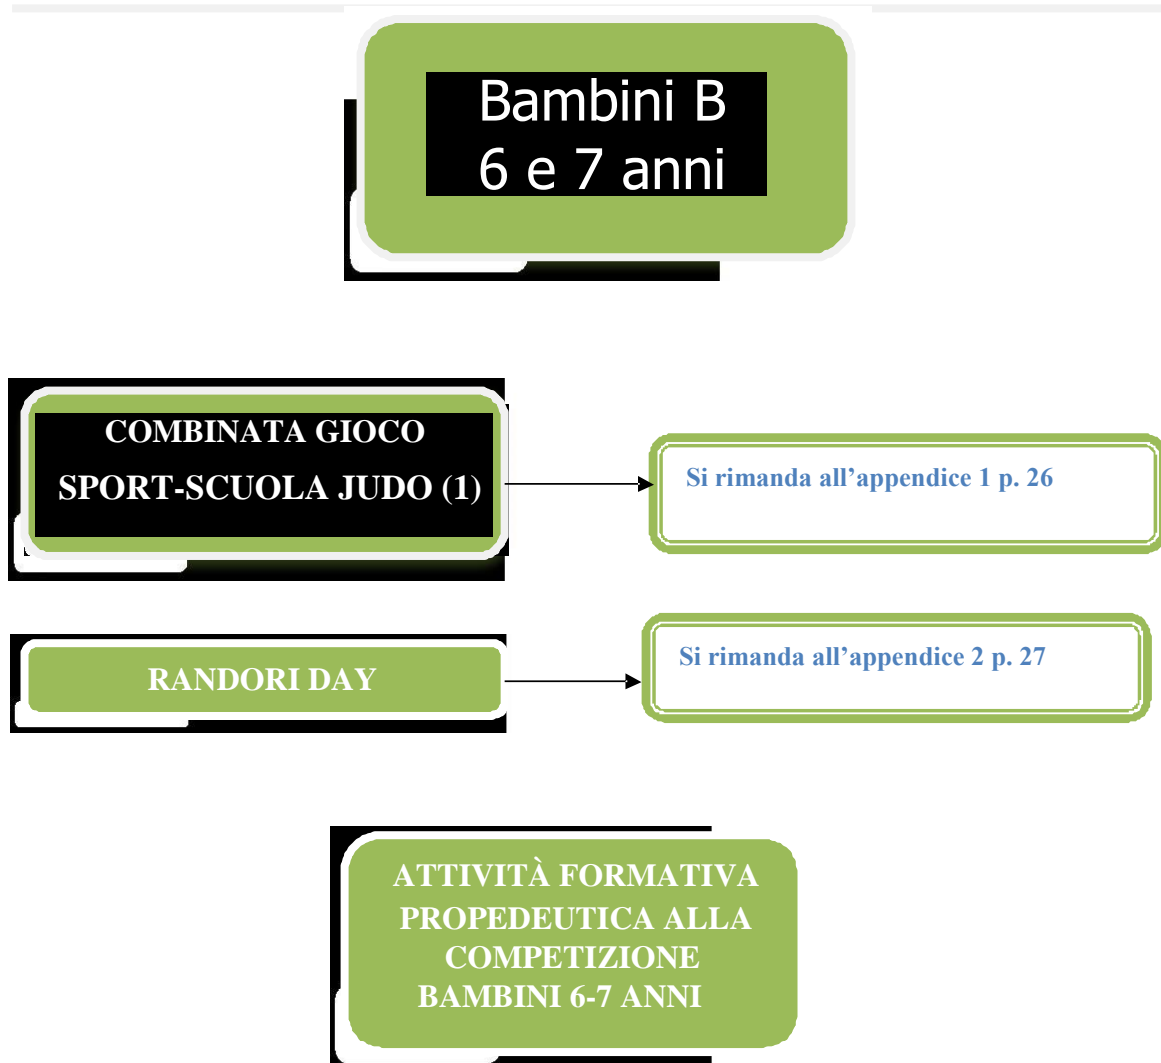 Bambini B
6 e 7 anni
COMBINATA GIOCO
SPORT-SCUOLA JUDO (1)
Si rimanda all’appendice 1 p. 26
RANDORI DAY
Si rimanda all’appendice 2 p. 27
ATTIVITÀ FORMATIVA
PROPEDEUTICA ALLA
COMPETIZIONE
BAMBINI 6-7 ANNI